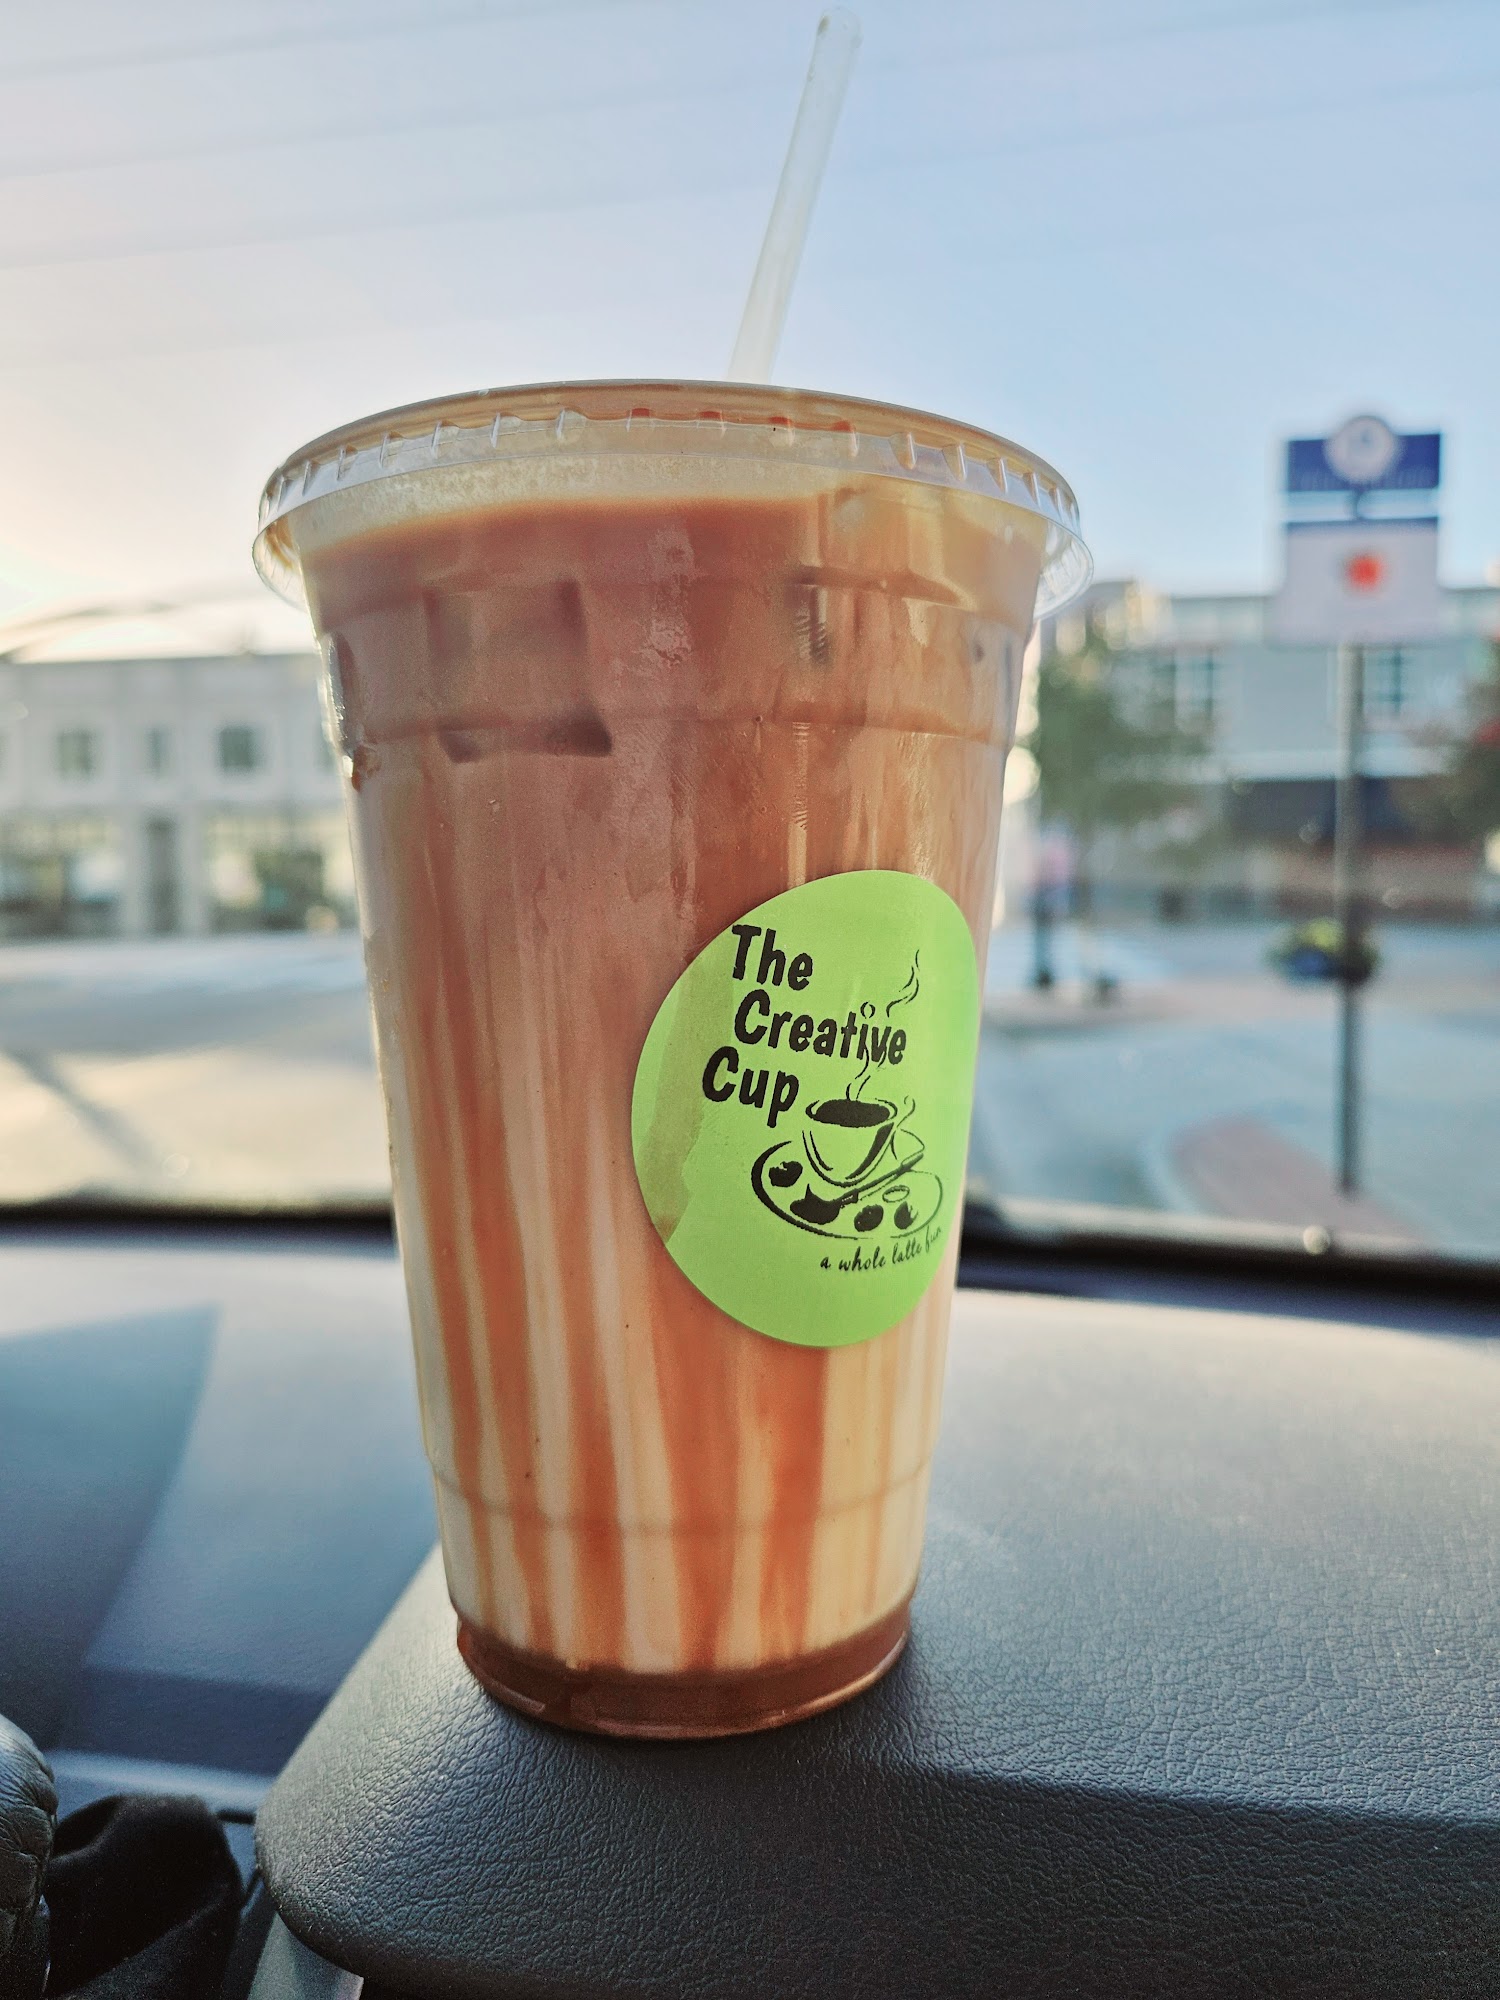 The
Creative
Cup
a whole latte fun